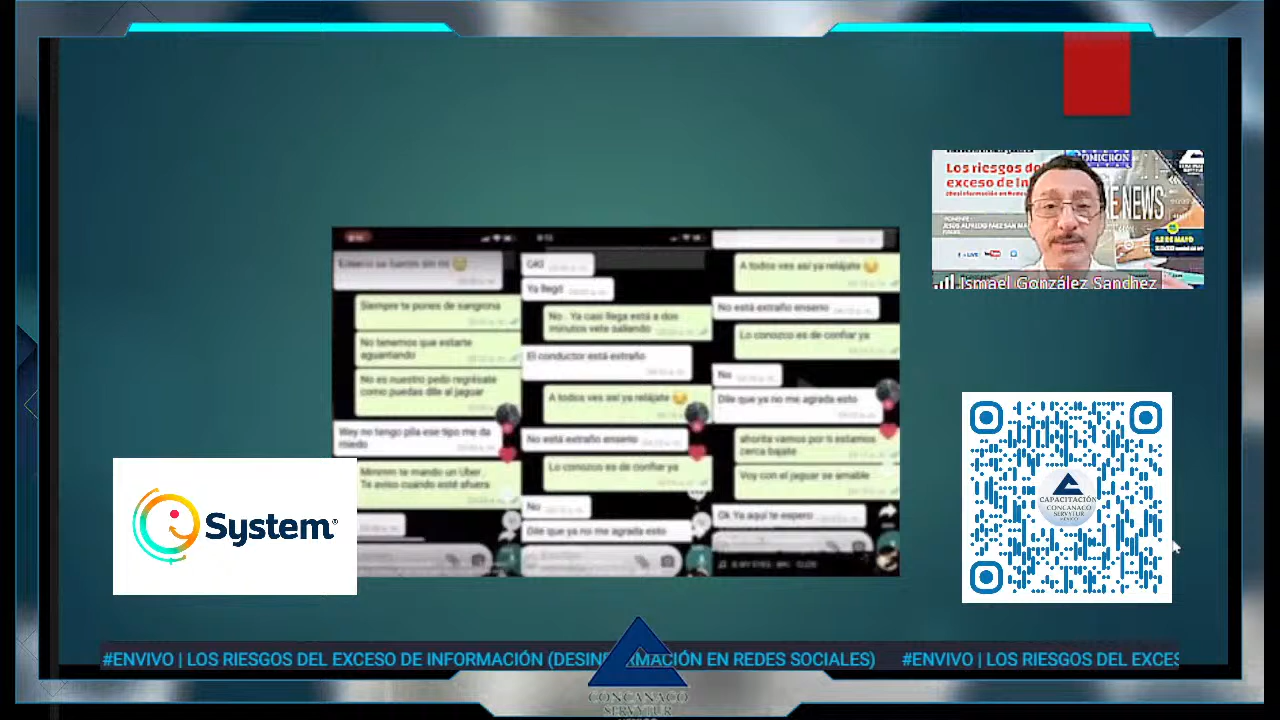 OMICRON
Los riesgos de
exceso de In
NEWS
Ismael González Sanchez
Siempre te pones de sangrona
No tenemos que estarte
aguantando
No es nuestro pedo regrésate
como puedas dile al jaguar
Wey no tengo pila ese tipo me da
miedo
Mmmm te mando un Uber
Te aviso cuando esté afuera
Ya llegó
No . Ya casi llega está a dos
minutos vete saliendo
El conductor está extraño
A todos ves así ya relájate
No está extraño enserio
Lo conozco es de confiar ya
No
Dile que ya no me agrada esto
A todos ves así ya relájate
No está extraño enserio
Lo conozco es de confiar ya
No
Dile que ya no me agrada esto
ahorita vamos por ti estamos
cerca bajate
Voy con el jaguar se amable
Ok Ya aquí te espero
System®
CAPACITACIÓN
CONCANACO
SERVYTUR
MÉXICO
#ENVIVO | LOS RIESGOS DEL EXCESO DE INFORMACIÓN (DESINFORMACIÓN EN REDES SOCIALES) #ENVIVO | LOS RIESGOS DEL EXCES
CONCANACO
SERVYTUR